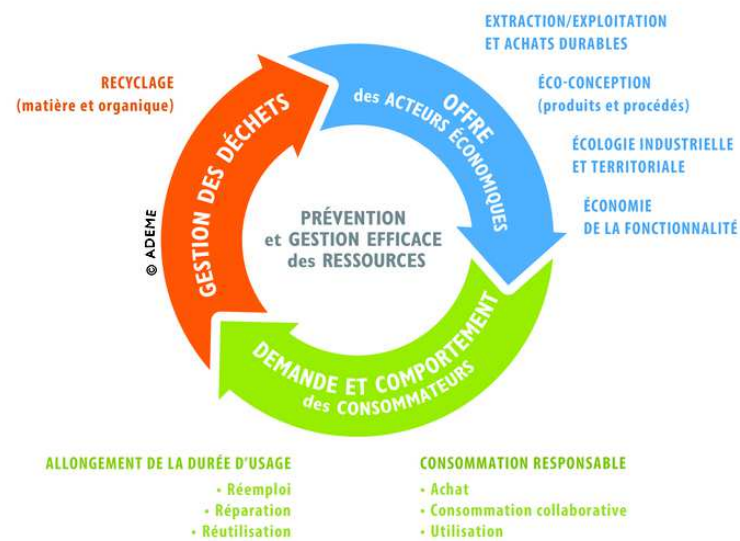 EXTRACTION/EXPLOITATION
ET ACHATS DURABLES
RECYCLAGE
(matière et organique)
ÉCO-CONCEPTION
(produits et procédés)
ÉCOLOGIE INDUSTRIELLE
ET TERRITORIALE
ÉCONOMIE
DE LA FONCTIONNALITÉ
OFFRE
des ACTEURS ÉCONOMIQUES
GESTION DES DÉCHETS
PRÉVENTION
et GESTION EFFICACE
des RESSOURCES
© ADEME
DEMANDE ET COMPORTEMENT
des CONSOMMATEURS
ALLONGEMENT DE LA DURÉE D'USAGE
• Réemploi
• Réparation
• Réutilisation
CONSOMMATION RESPONSABLE
• Achat
• Consommation collaborative
• Utilisation